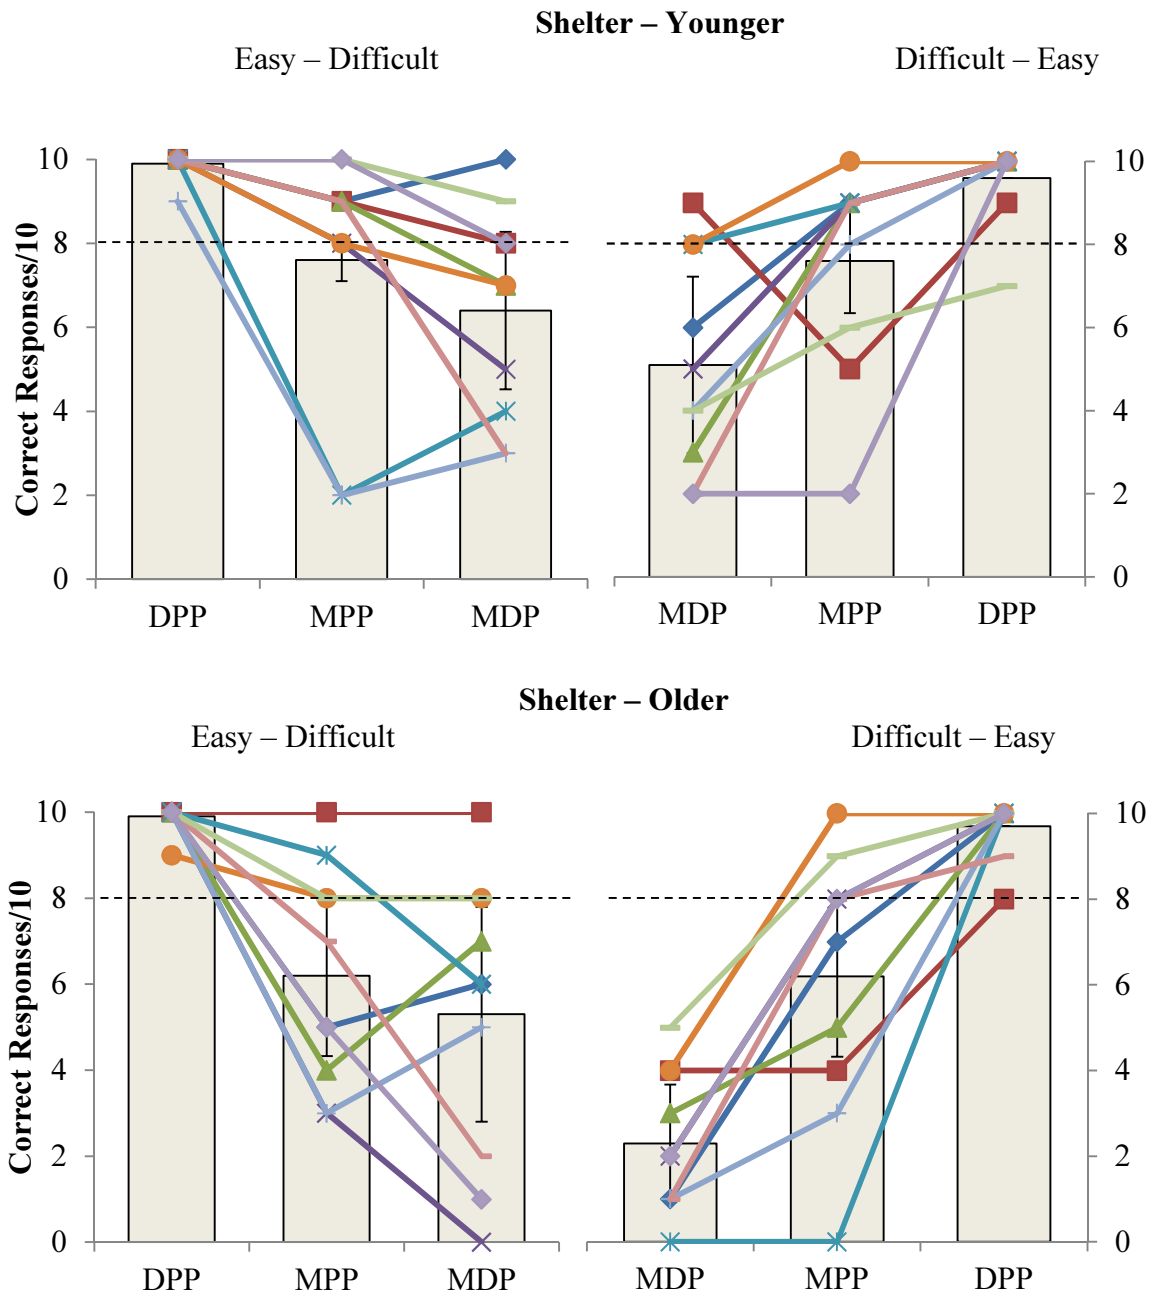 Shelter – Younger
Easy – Difficult Difficult – Easy
Correct Responses/10
10 10
8 8
6 6
4 4
2 2
0 0
DPP MPP MDP MDP MPP DPP
Shelter – Older
Easy – Difficult Difficult – Easy
Correct Responses/10
10 10
8 8
6 6
4 4
2 2
0 0
DPP MPP MDP MDP MPP DPP